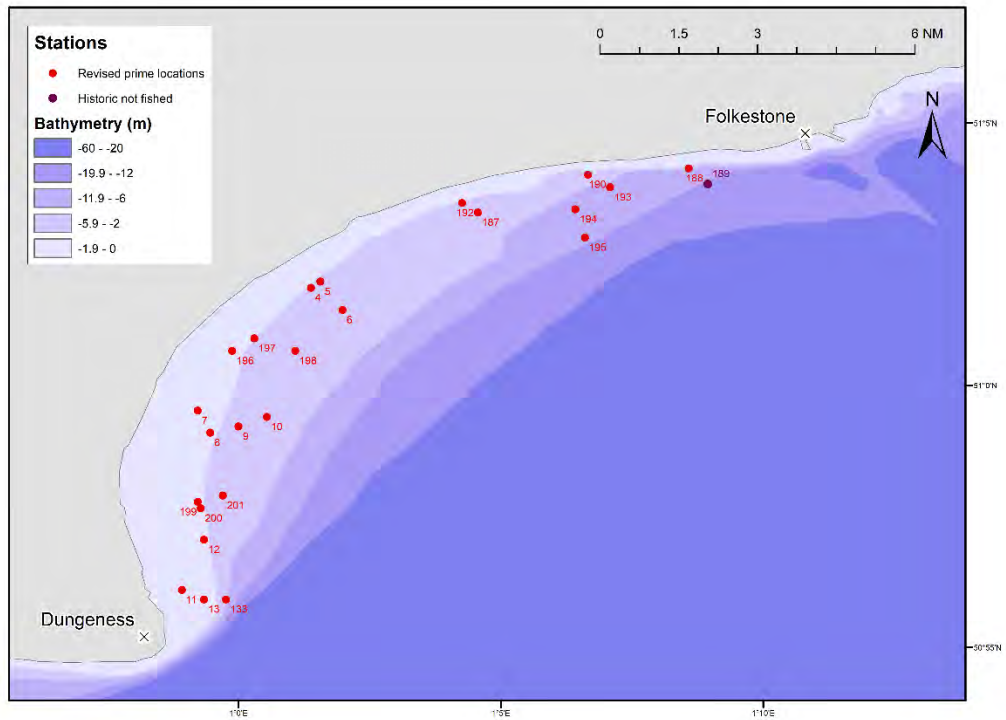 Stations
Revised prime locations
Historic not fished
Bathymetry (m)
-60 - -20
-19.9 - -12
-11.9 - -6
-5.9 - -2
-1.9 - 0
0 1.5 3 6 NM
N
Folkestone
51°5'N
188 189
190
193
192
187
194
195
5
4
6
197
196 198
51°0'N
7
10
8
9
199
201
200
12
11 13 133
Dungeness
50°55'N
1°0'E 1°5'E 1°10'E